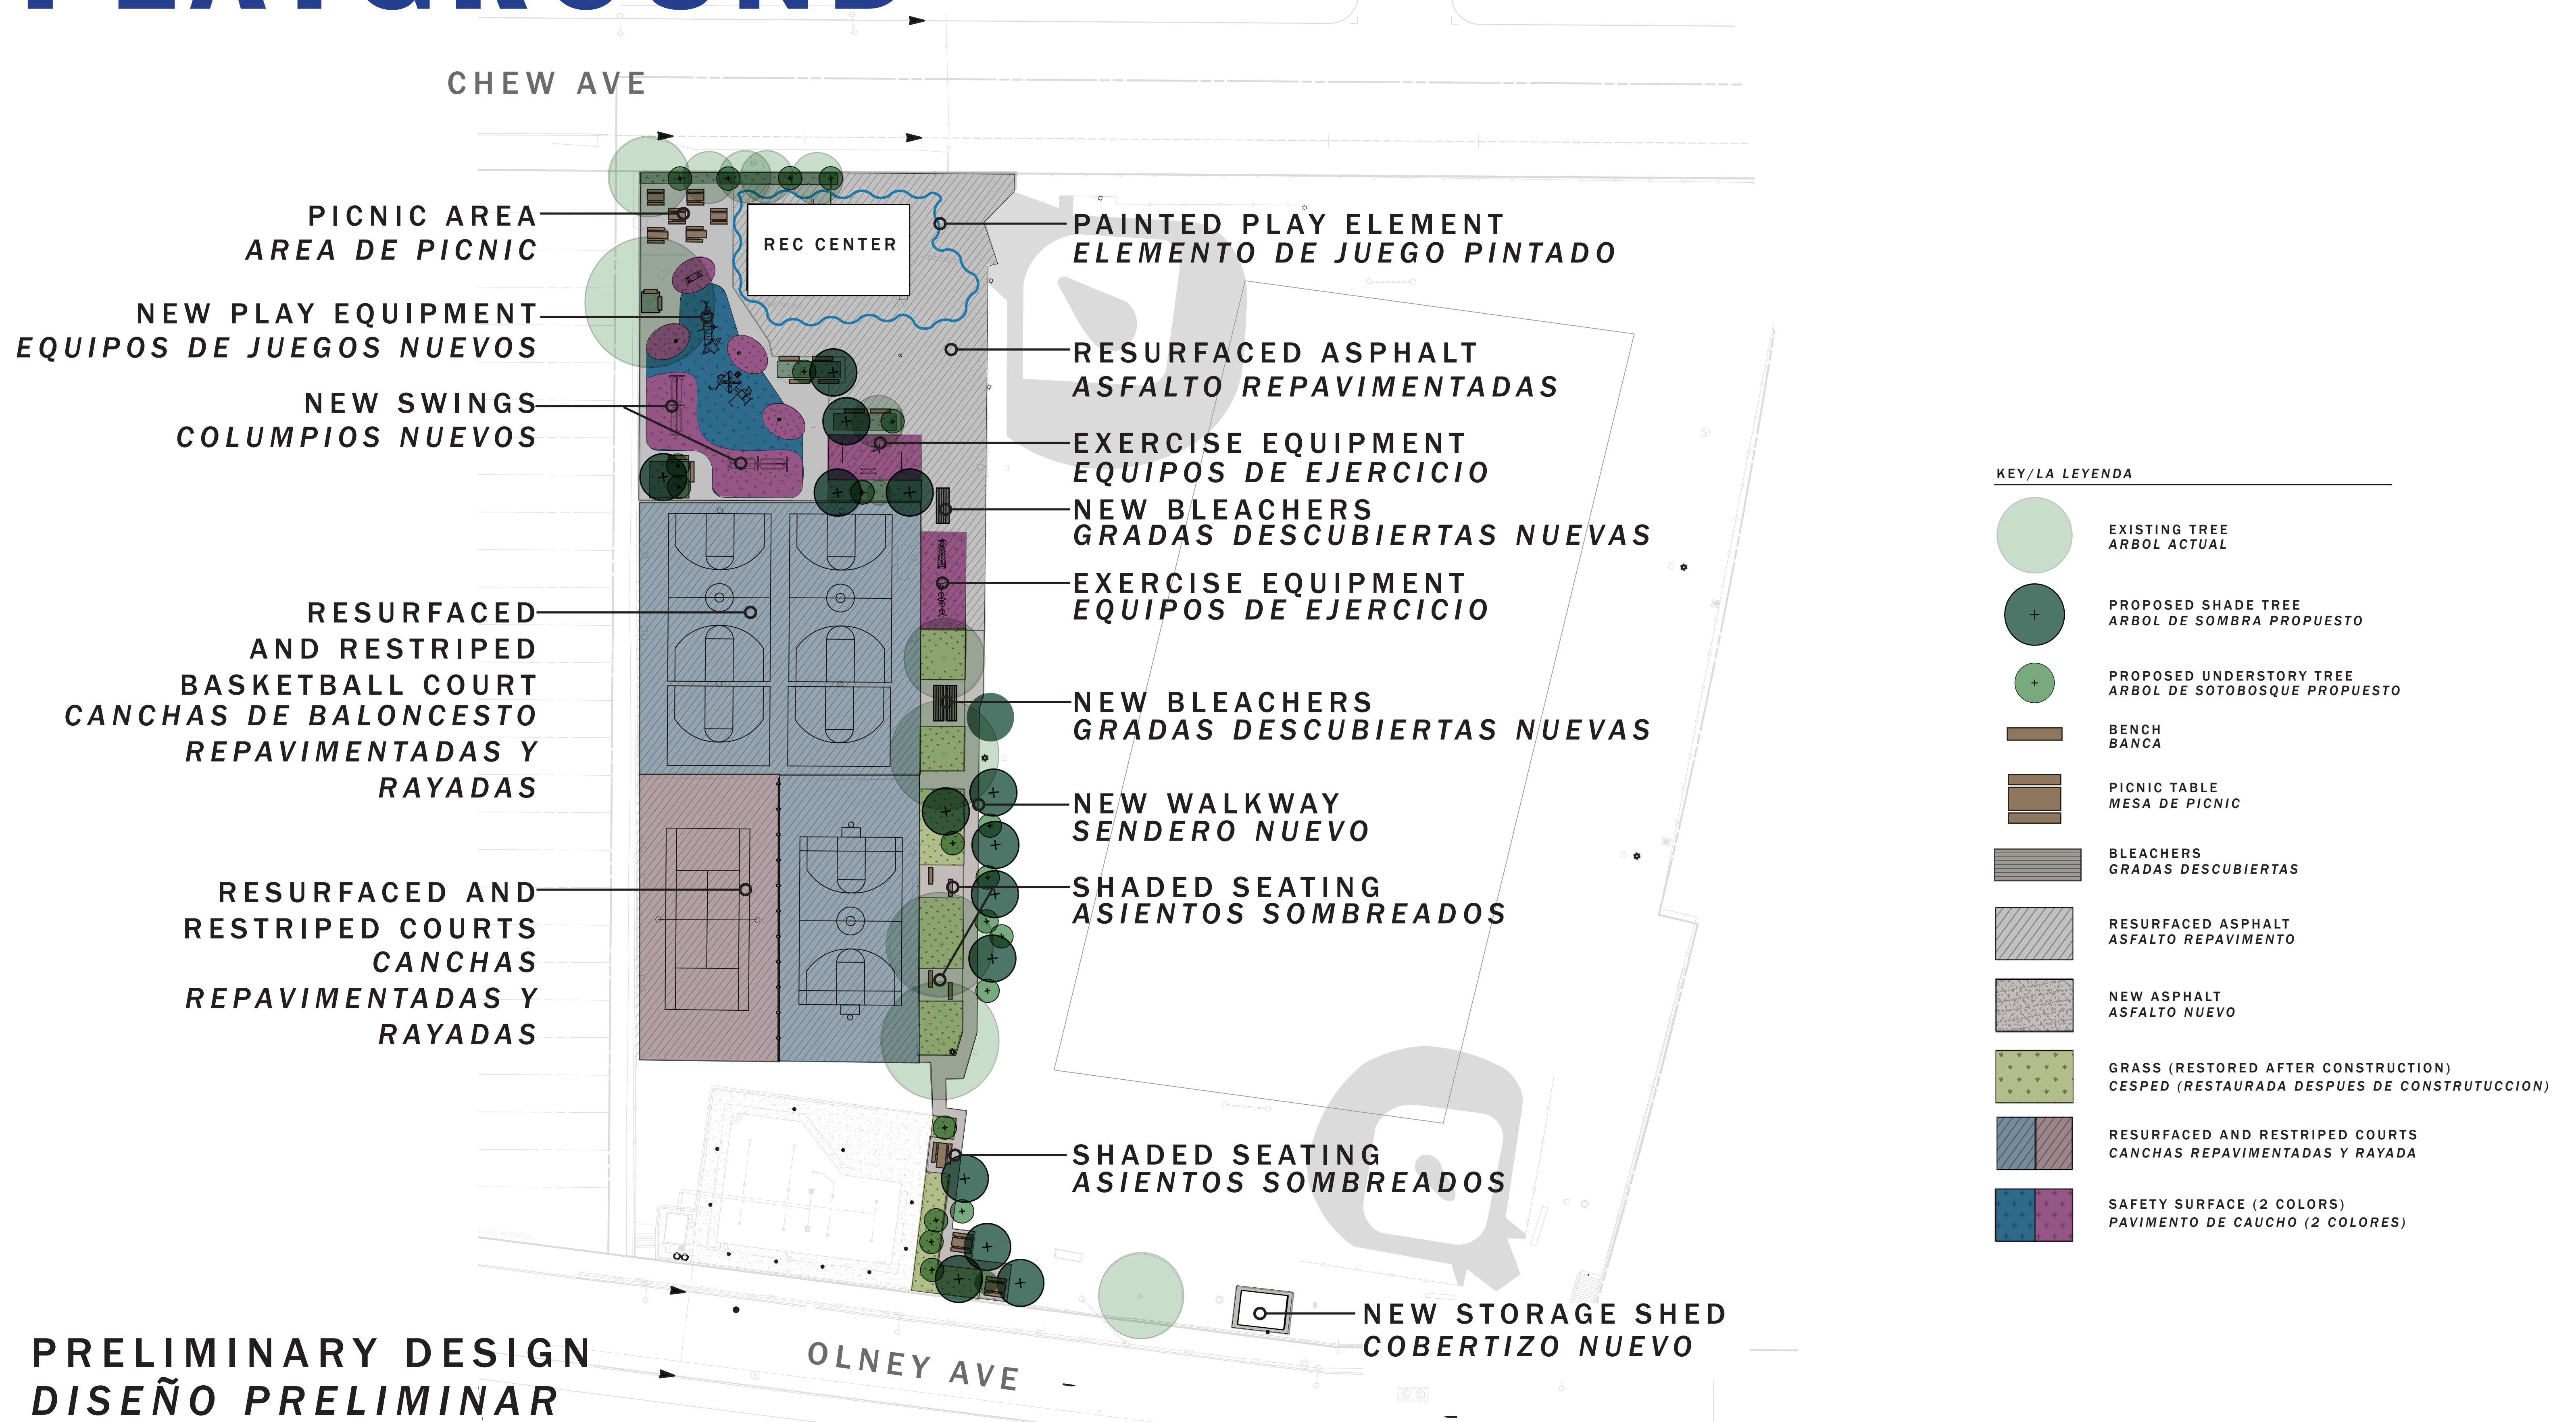 PLAYGROUND
CHEW AVE
PICNIC AREA
AREA DE PICNIC
NEW PLAY EQUIPMENT
EQUIPOS DE JUEGOS NUEVOS
NEW SWINGS
COLUMPIOS NUEVOS
RESURFACED
AND RESTRIPED
BASKETBALL COURT
CANCHAS DE BALONCESTO
REPAVIMENTADAS Y
RAYADAS
RESURFACED AND
RESTRIPED COURTS
CANCHAS
REPAVIMENTADAS Y
RAYADAS
REC CENTER
PAINTED PLAY ELEMENT
ELEMENTO DE JUEGO PINTADO
RESURFACED ASPHALT
ASFALTO REPAVIMENTADAS
EXERCISE EQUIPMENT
EQUIPOS DE EJERCICIO
NEW BLEACHERS
GRADAS DESCUBIERTAS NUEVAS
EXERCISE EQUIPMENT
EQUIPOS DE EJERCICIO
NEW BLEACHERS
GRADAS DESCUBIERTAS NUEVAS
NEW WALKWAY
SENDERO NUEVO
SHADED SEATING
ASIENTOS SOMBREADOS
SHADED SEATING
ASIENTOS SOMBREADOS
NEW STORAGE SHED
COBERTIZO NUEVO
OLNEY AVE
PRELIMINARY DESIGN
DISEÑO PRELIMINAR
KEY/LA LEYENDA
EXISTING TREE
ARBOL ACTUAL
PROPOSED SHADE TREE
ARBOL DE SOMBRA PROPUESTO
PROPOSED UNDERSTORY TREE
ARBOL DE SOTOBOSQUE PROPUESTO
BENCH
BANCA
PICNIC TABLE
MESA DE PICNIC
BLEACHERS
GRADAS DESCUBIERTAS
RESURFACED ASPHALT
ASFALTO REPAVIMENTO
NEW ASPHALT
ASFALTO NUEVO
GRASS (RESTORED AFTER CONSTRUCTION)
CESPED (RESTAURADA DESPUES DE CONSTRUTUCCION)
RESURFACED AND RESTRIPED COURTS
CANCHAS REPAVIMENTADAS Y RAYADA
SAFETY SURFACE (2 COLORS)
PAVIMENTO DE CAUCHO (2 COLORES)